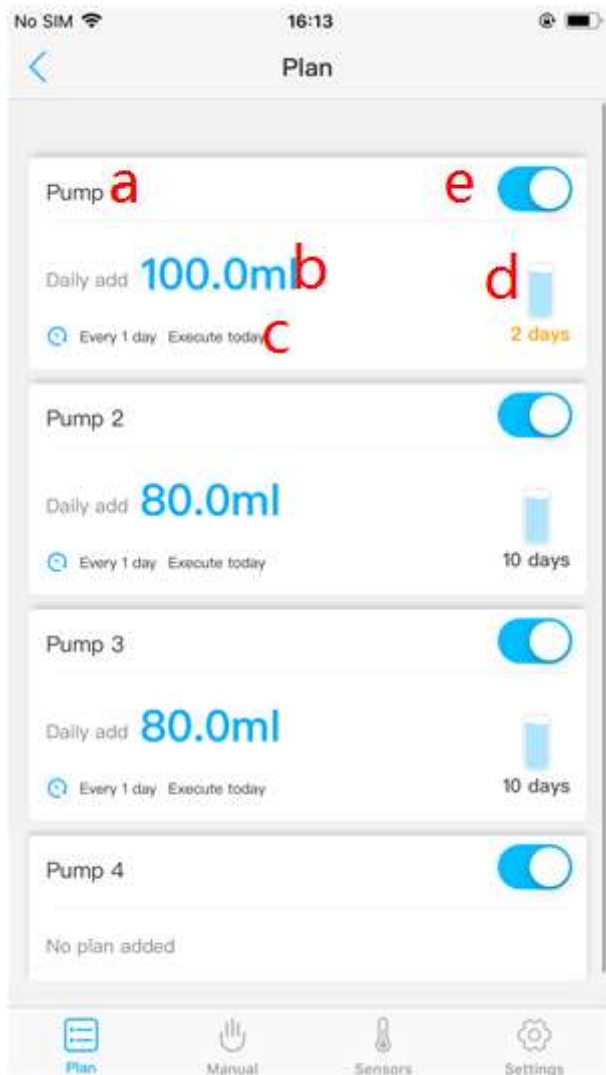 No SIM 16:13
Plan
Pump a e
Daily add 100.0ml b d
Every 1 day Execute today c 2 days
Pump 2
Daily add 80.0ml
Every 1 day Execute today 10 days
Pump 3
Daily add 80.0ml
Every 1 day Execute today 10 days
Pump 4
No plan added
Plan Manual Sensors Settings